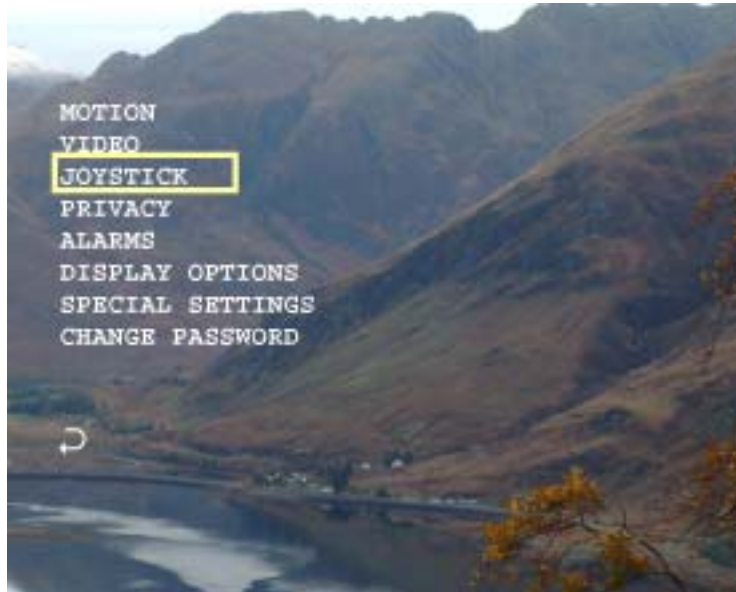 MOTION
VIDEO
JOYSTICK
PRIVACY
ALARMS
DISPLAY OPTIONS
SPECIAL SETTINGS
CHANGE PASSWORD